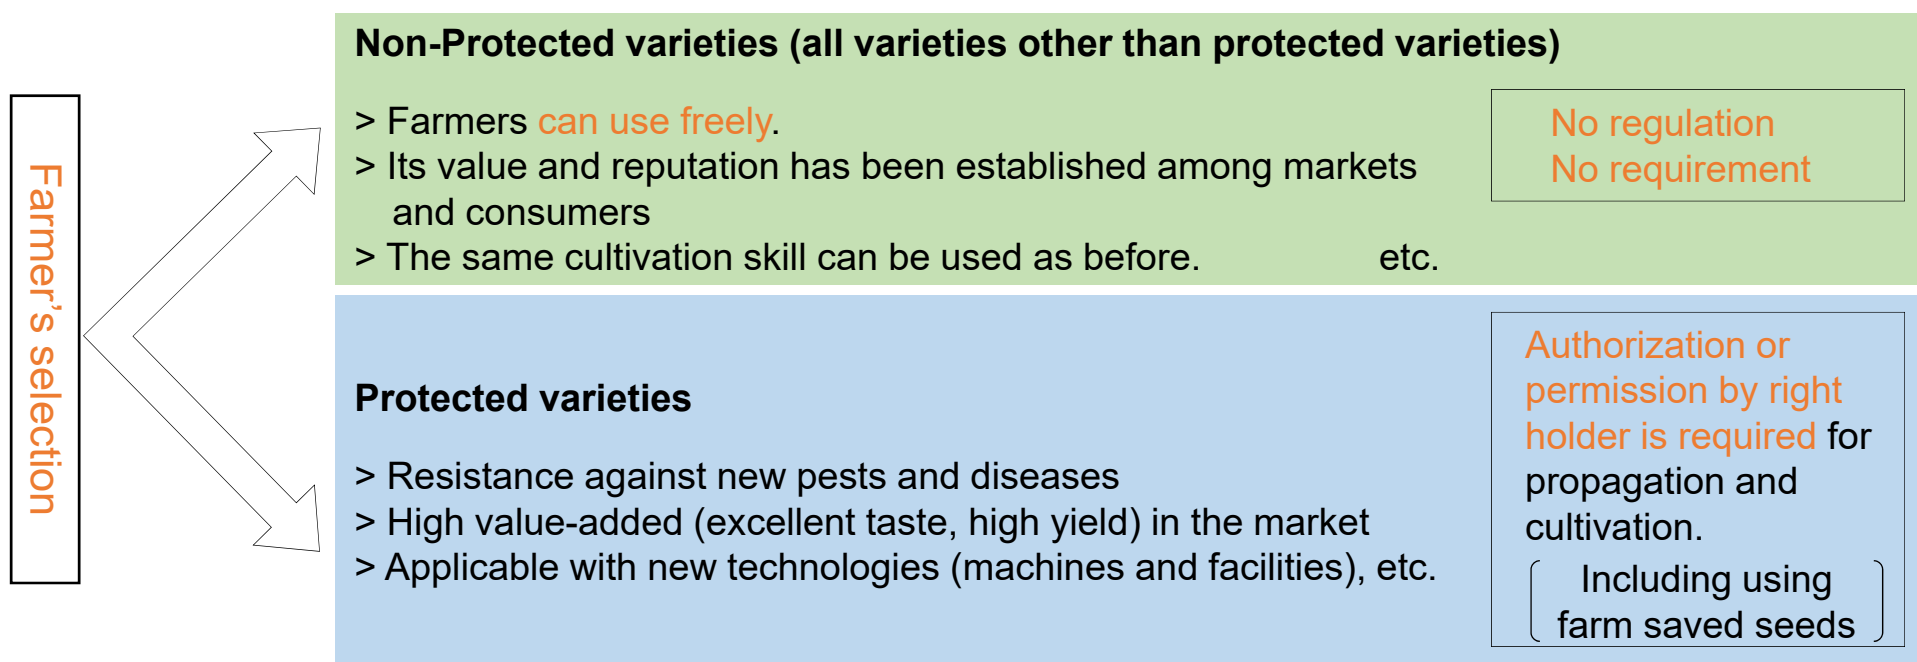 Farmer's selection
Non-Protected varieties (all varieties other than protected varieties)
> Farmers can use freely.
> Its value and reputation has been established among markets
and consumers
> The same cultivation skill can be used as before. etc.
No regulation
No requirement
Protected varieties
> Resistance against new pests and diseases
> High value-added (excellent taste, high yield) in the market
> Applicable with new technologies (machines and facilities), etc.
Authorization or
permission by right
holder is required for
propagation and
cultivation.
Including using
farm saved seeds